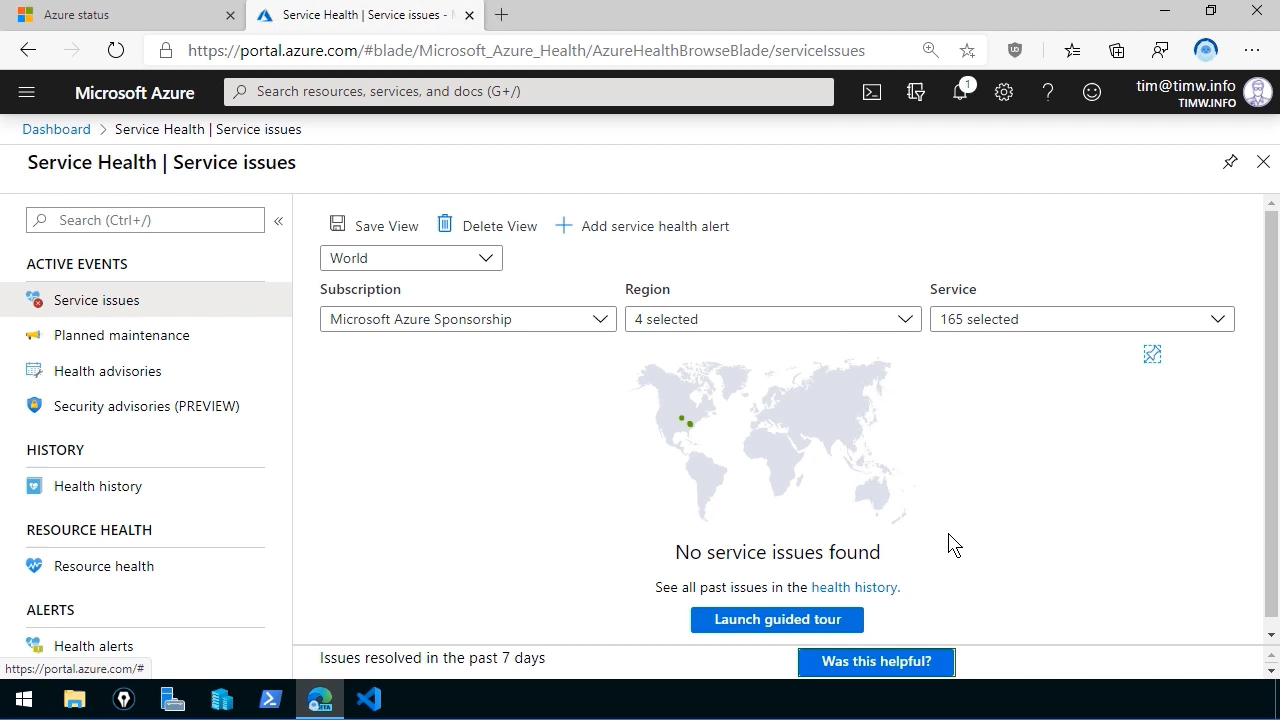 Azure status
Service Health | Service issues - M
https://portal.azure.com/#blade/Microsoft_Azure_Health/AzureHealthBrowseBlade/serviceIssues
Microsoft Azure
Search resources, services, and docs (G+/)
1
tim@timw.info
TIMW.INFO
Dashboard > Service Health | Service issues
Service Health | Service issues
Search (Ctrl+/)
«
ACTIVE EVENTS
Service issues
Planned maintenance
Health advisories
Security advisories (PREVIEW)
HISTORY
Health history
RESOURCE HEALTH
Resource health
ALERTS
Health alerts
https://portal.azure.com/#
Save View
Delete View
Add service health alert
World
Subscription
Region
Service
Microsoft Azure Sponsorship
4 selected
165 selected
No service issues found
See all past issues in the health history.
Launch guided tour
Issues resolved in the past 7 days
Was this helpful?